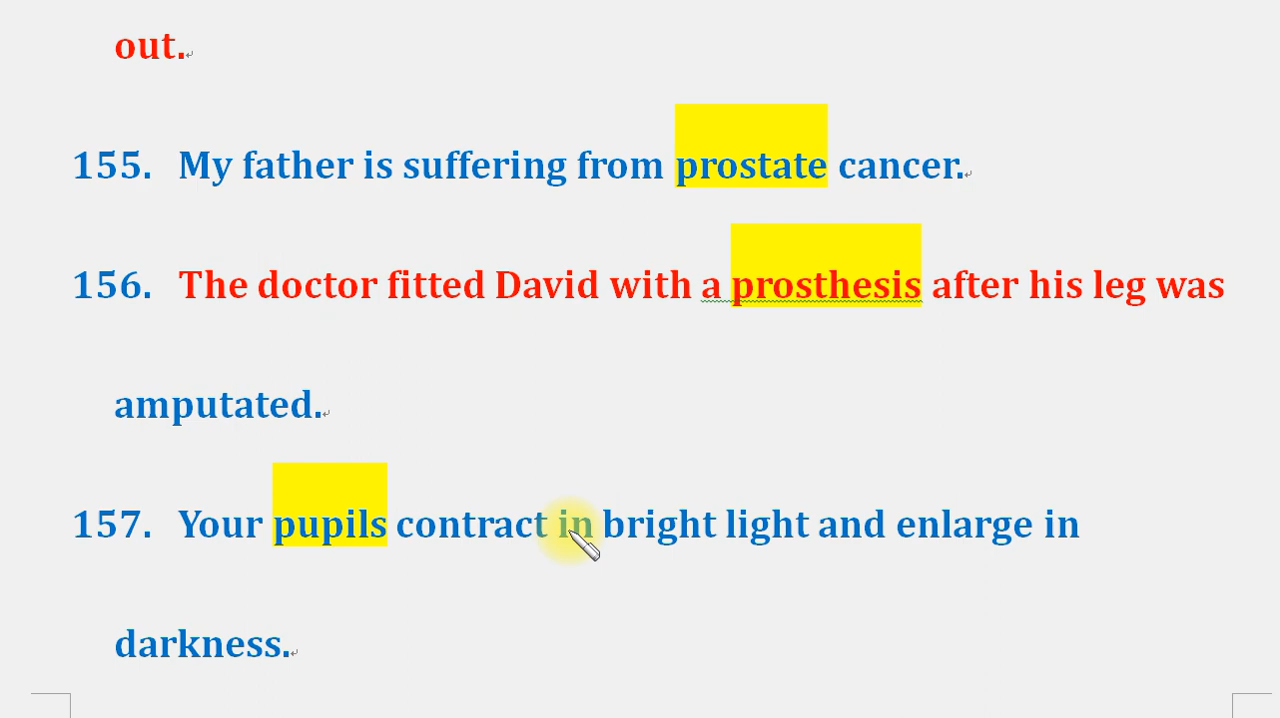 out.
155. My father is suffering from prostate cancer.
156. The doctor fitted David with a prosthesis after his leg was
amputated.
157. Your pupils contract in bright light and enlarge in
darkness.